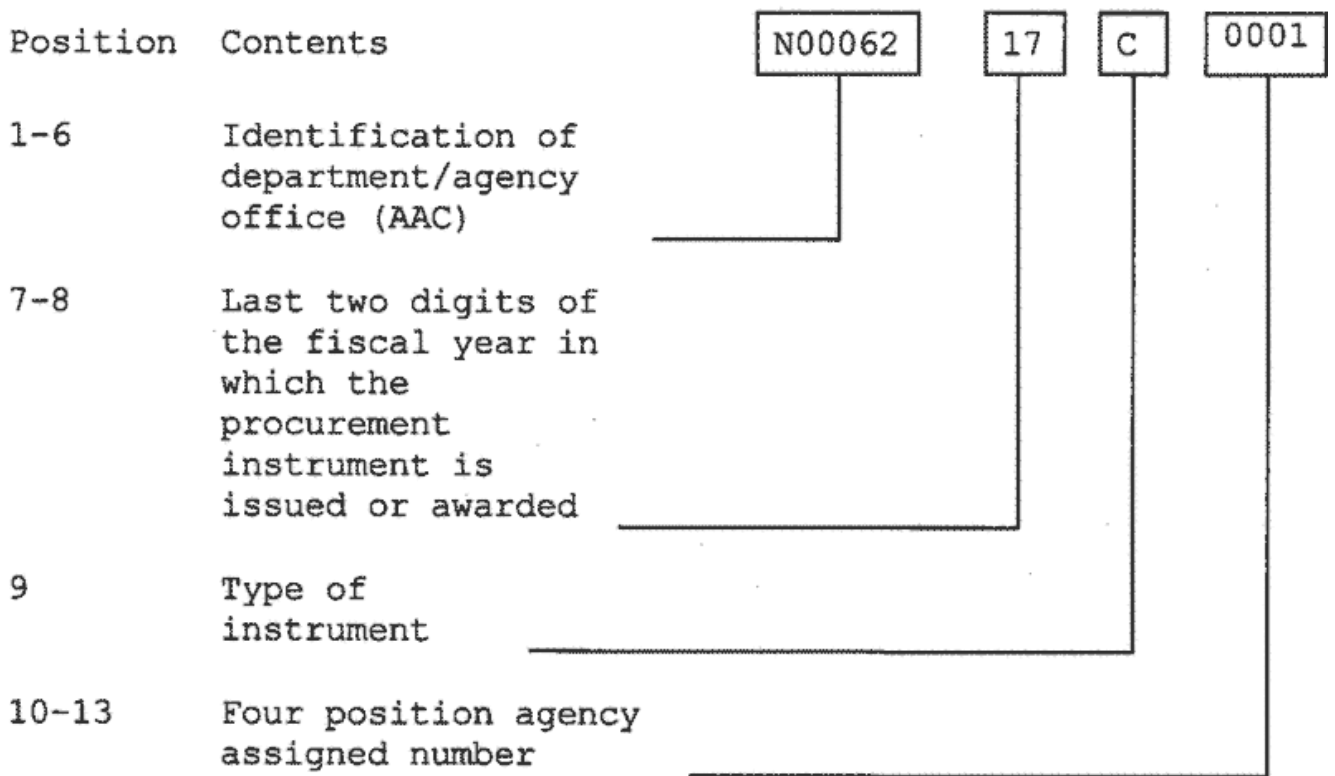 Position Contents N00062 17 C 0001
1-6 Identification of
department/agency
office (AAC)
7-8 Last two digits of
the fiscal year in
which the
procurement
instrument is
issued or awarded
9 Type of
instrument
10-13 Four position agency
assigned number